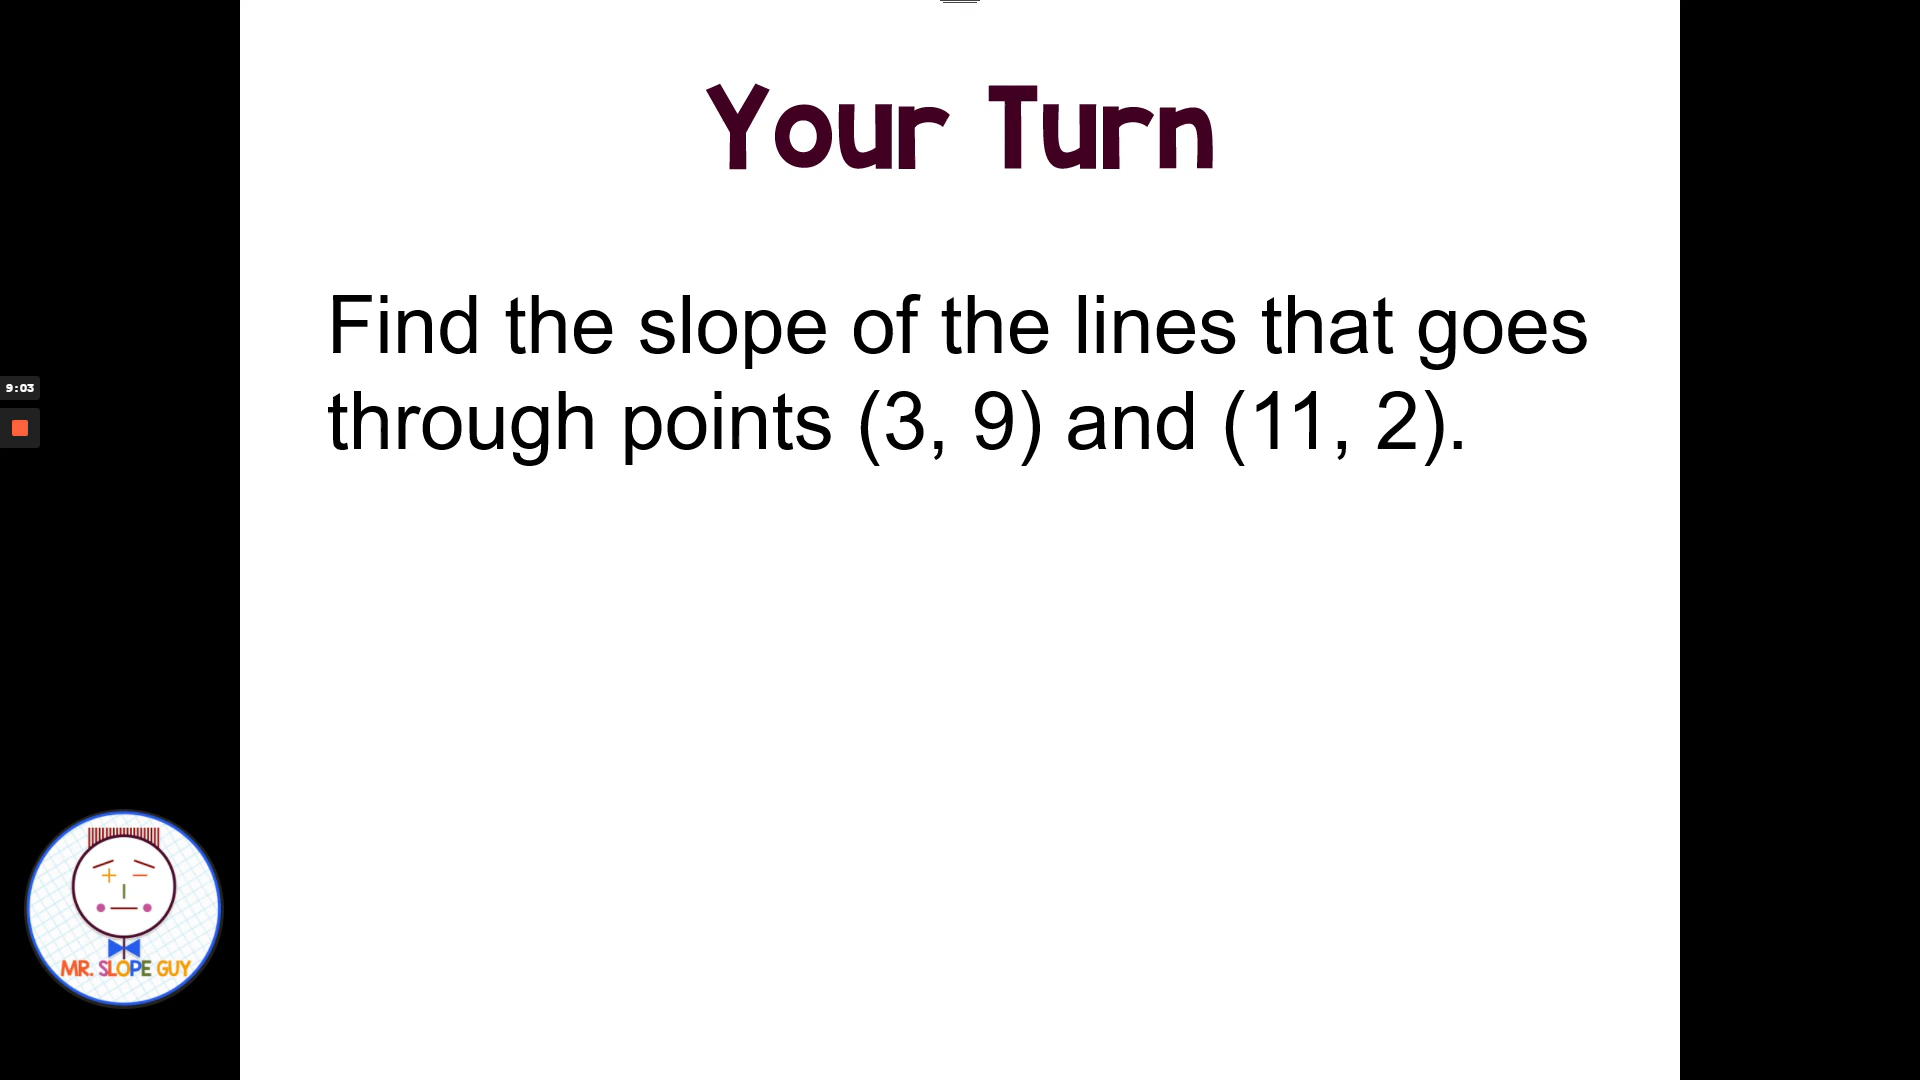 Your Turn
Find the slope of the lines that goes
through points (3, 9) and (11, 2).
9:03
MR. SLOPE GUY